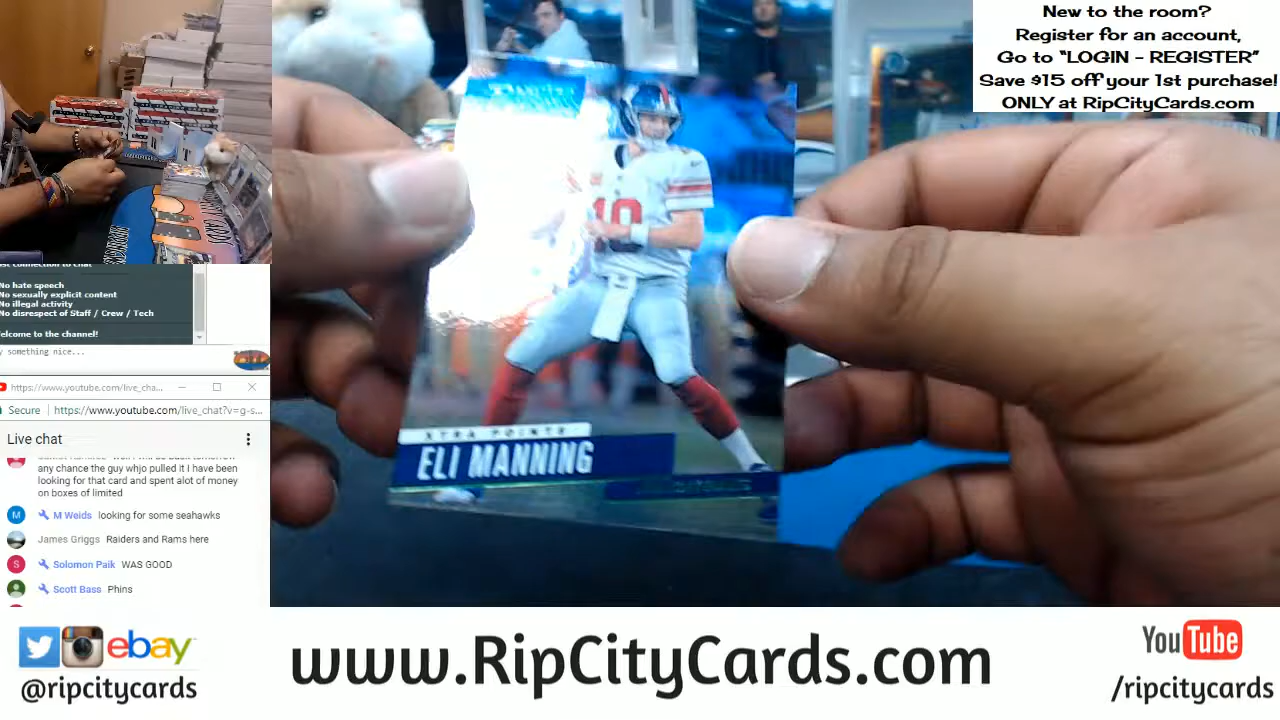 New to the room?
Register for an account,
Go to "LOGIN - REGISTER"
Save $15 off your 1st purchase!
ONLY at RipCityCards.com
No hate speech
No sexually explicit content
No illegal activity
No disrespect of Staff / Crew / Tech
elcome to the channel!
y something nice...
https://www.youtube.com/live_cha...
Secure
https://www.youtube.com/live_chat?v=g-s...
Live chat
any chance the guy whjo pulled it I have been
looking for that card and spent alot of money
on boxes of limited
M
M Weids looking for some seahawks
James Griggs Raiders and Rams here
S
Solomon Paik WAS GOOD
S
Scott Bass Phins
10
XTRA POINTS
ELI MANNING
ebay
@ripcitycards
www.RipCityCards.com
YouTube
/ripcitycards